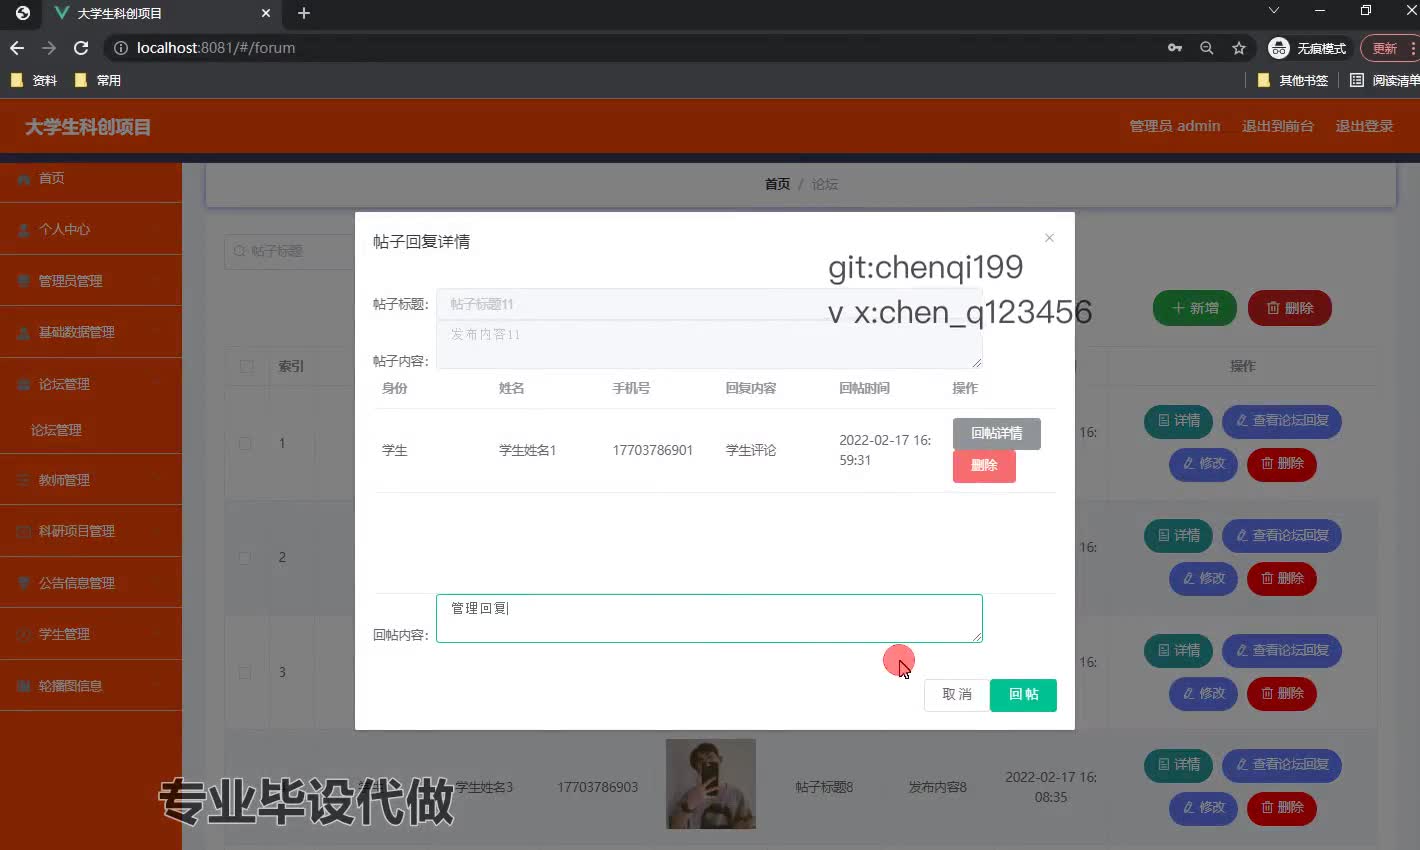 大学生科创项目
localhost:8081/#/forum
无痕模式
更新
资料
常用
其他书签
阅读清单
大学生科创项目
管理员 admin
退出到前台
退出登录
首页
个人中心
管理员管理
基础数据管理
论坛管理
论坛管理
教师管理
科研项目管理
公告信息管理
学生管理
轮播图信息
首页 / 论坛
帖子标题
新增
删除
索引
操作
帖子回复详情
git:chenqi199
v x:chen_q123456
帖子标题:
帖子标题11
帖子内容:
发布内容11
身份 姓名 手机号 回复内容 回帖时间 操作
学生 学生姓名1 17703786901 学生评论 2022-02-17 16:
59:31
回帖详情
删除
回帖内容:
管理回复
取 消
回 帖
1
16:
详情
查看论坛回复
修改
删除
2
16:
详情
查看论坛回复
修改
删除
3
16:
详情
查看论坛回复
修改
删除
学生姓名3 17703786903 帖子标题8 发布内容8 2022-02-17 16:
08:35
详情
查看论坛回复
修改
删除
专业毕设代做